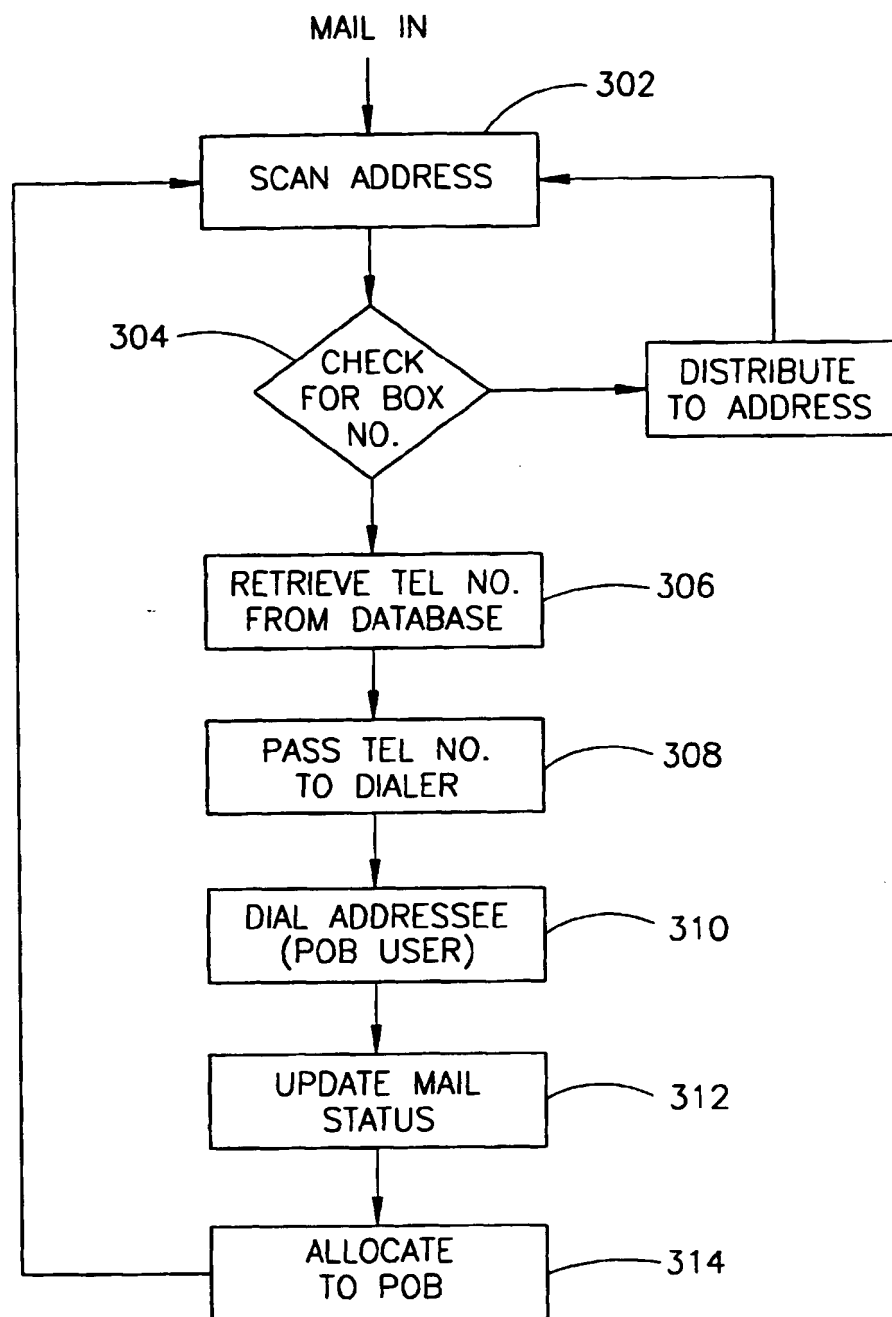 MAIL IN
302
SCAN ADDRESS
304
CHECK
FOR BOX
NO.
DISTRIBUTE
TO ADDRESS
RETRIEVE TEL NO.
FROM DATABASE
306
PASS TEL NO.
TO DIALER
308
DIAL ADDRESSEE
(POB USER)
310
UPDATE MAIL
STATUS
312
ALLOCATE
TO POB
314